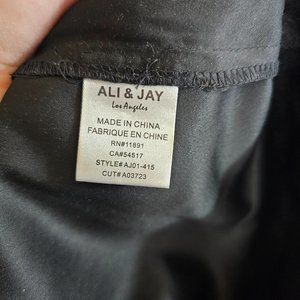 ALI & JAY
Los Angeles
MADE IN CHINA
FABRIQUE EN CHINE
RN#11891
CA#54517
STYLE# AJ01-415
CUT# A03723